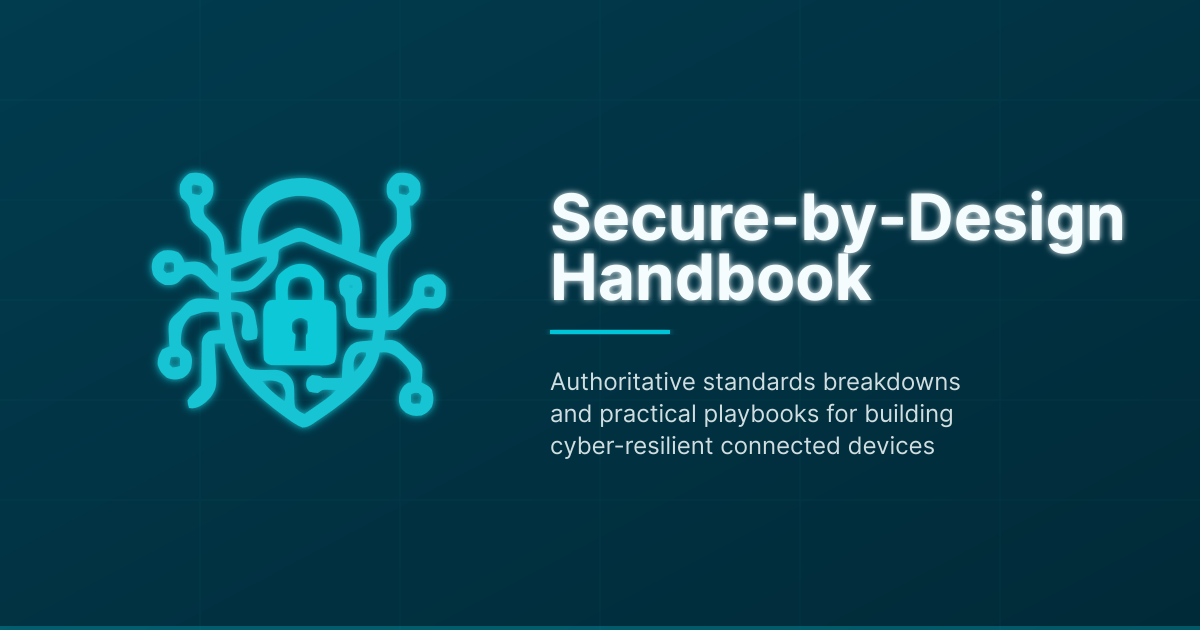 Secure-by-Design
Handbook
Authoritative standards breakdowns
and practical playbooks for building
cyber-resilient connected devices